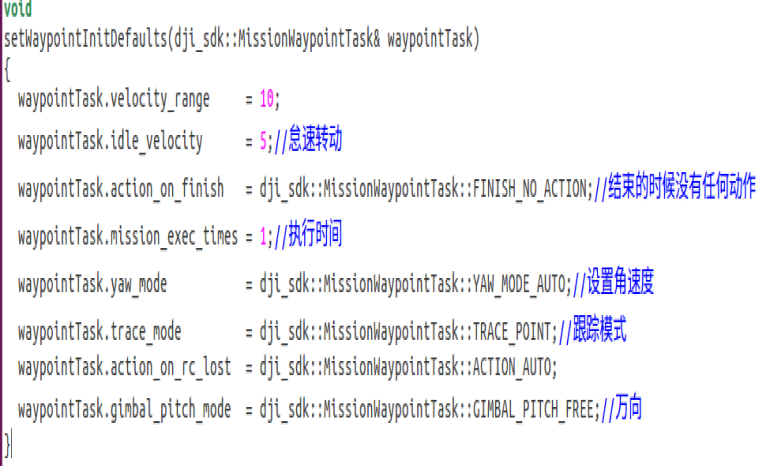 void
setWaypointInitDefaults(dji_sdk::MissionWaypointTask& waypointTask)
{
waypointTask.velocity_range = 10;
waypointTask.idle_velocity = 5;//怠速转动
waypointTask.action_on_finish = dji_sdk::MissionWaypointTask::FINISH_NO_ACTION;//结束的时候没有任何动作
waypointTask.mission_exec_times = 1;//执行时间
waypointTask.yaw_mode = dji_sdk::MissionWaypointTask::YAW_MODE_AUTO;//设置角速度
waypointTask.trace_mode = dji_sdk::MissionWaypointTask::TRACE_POINT;//跟踪模式
waypointTask.action_on_rc_lost = dji_sdk::MissionWaypointTask::ACTION_AUTO;
waypointTask.gimbal_pitch_mode = dji_sdk::MissionWaypointTask::GIMBAL_PITCH_FREE;//万向
}